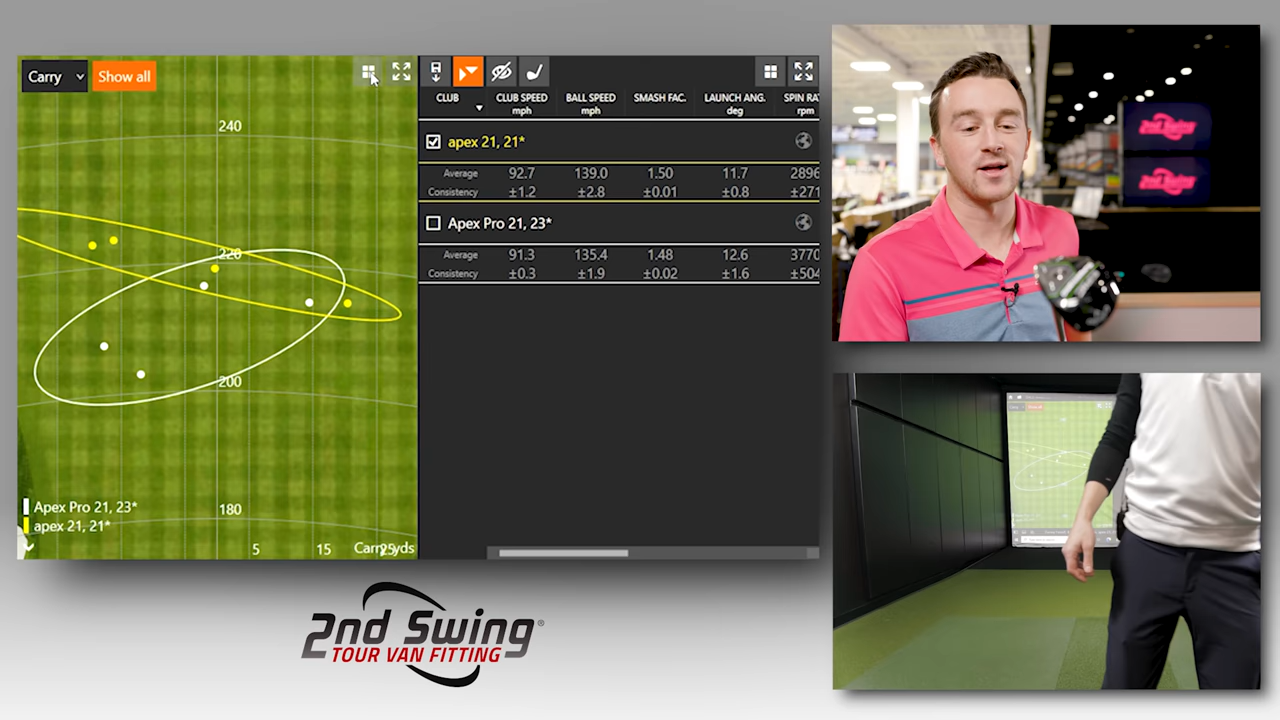 Carry
Show all
240
220
200
180
5
15
25
Carry, yds
Apex Pro 21, 23*
apex 21, 21*
CLUB CLUB SPEED BALL SPEED SMASH FAC. LAUNCH ANG. SPIN RAT
mph mph deg rpm
apex 21, 21*
Average 92.7 139.0 1.50 11.7 2896
Consistency ±1.2 ±2.8 ±0.01 ±0.8 ±271
Apex Pro 21, 23*
Average 91.3 135.4 1.48 12.6 3770
Consistency ±0.3 ±1.9 ±0.02 ±1.6 ±504
2nd Swing
2nd Swing
2nd Swing®
TOUR VAN FITTING